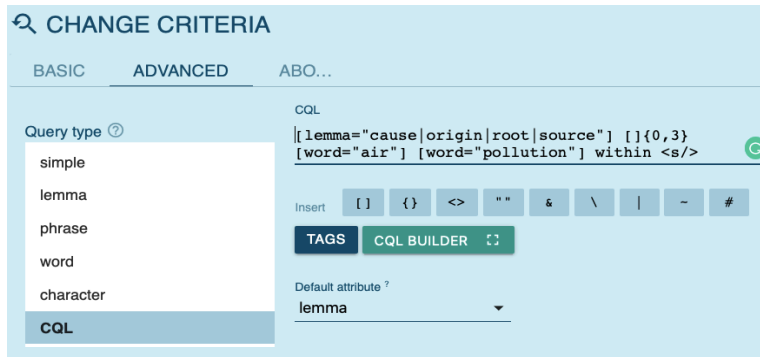 CHANGE CRITERIA
BASIC ADVANCED ABO...
CQL
Query type ?
[lemma="cause|origin|root|source"] []{0,3}
[word="air"] [word="pollution"] within <s/>
simple
lemma
phrase
word
character
CQL
Insert [] {} <> "" & \ | ~ #
TAGS CQL BUILDER
Default attribute ?
lemma